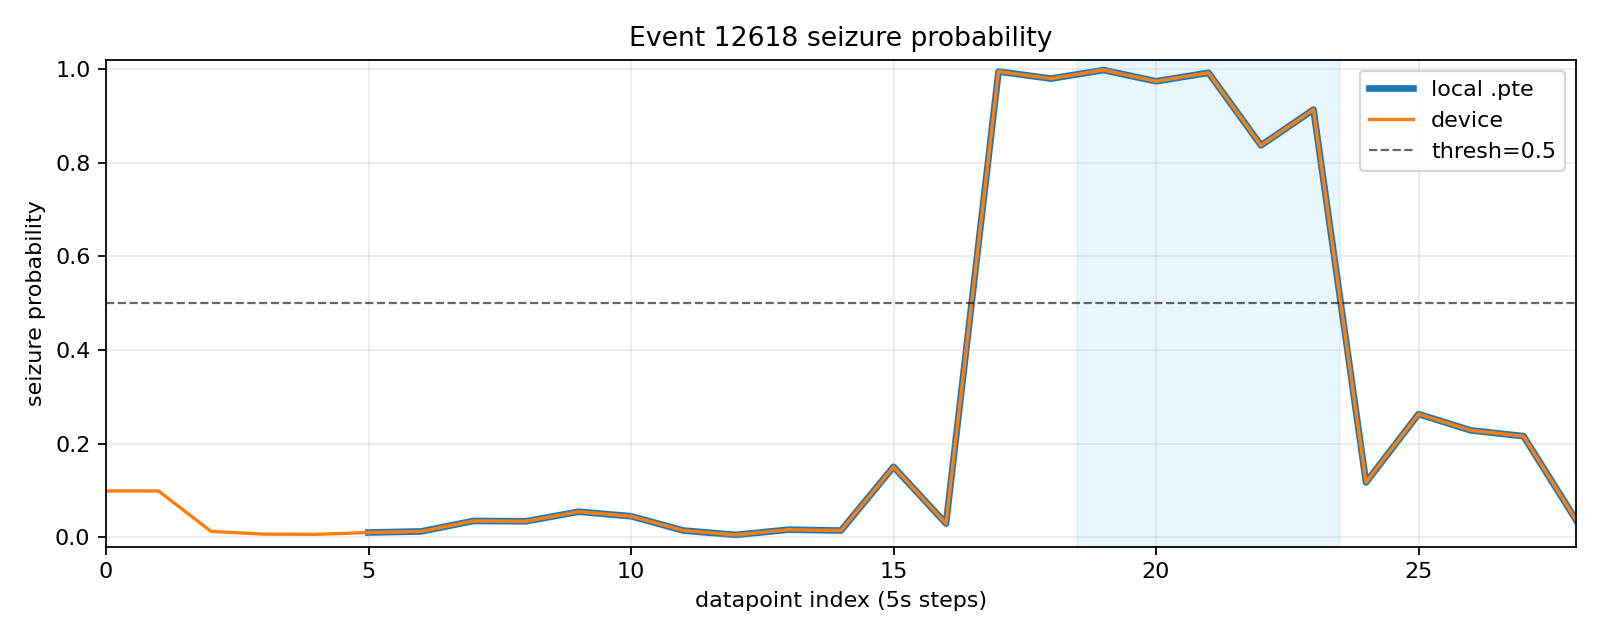 Event 12618 seizure probability
1.0
0.8
0.6
0.4
0.2
0.0
seizure probability
local .pte
device
thresh=0.5
0
5
10
15
20
25
datapoint index (5s steps)